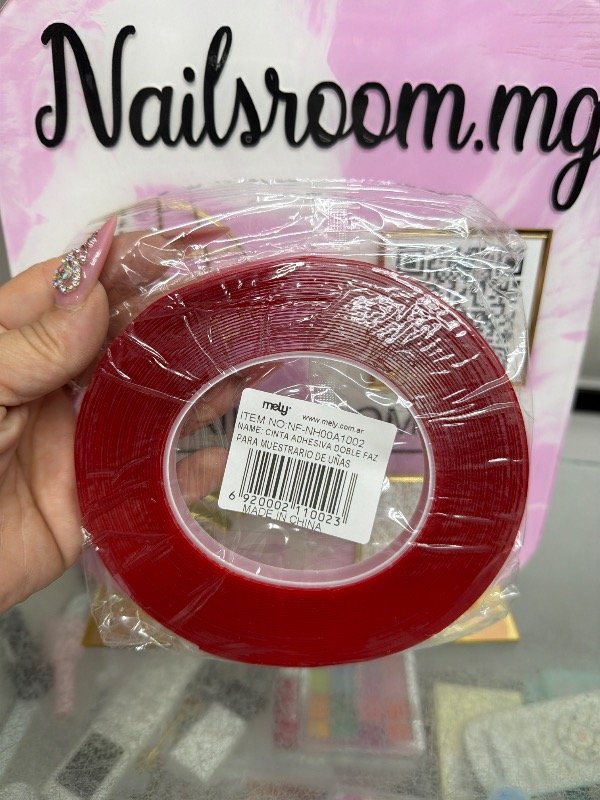 Nailsroom.mg
mely.
www.mely.com.ar
ITEM NO:NF-NH00A1002
NAME: CINTA ADHESIVA DOBLE FAZ
PARA MUESTRARIO DE UÑAS
6 920002 110023
MADE IN CHINA